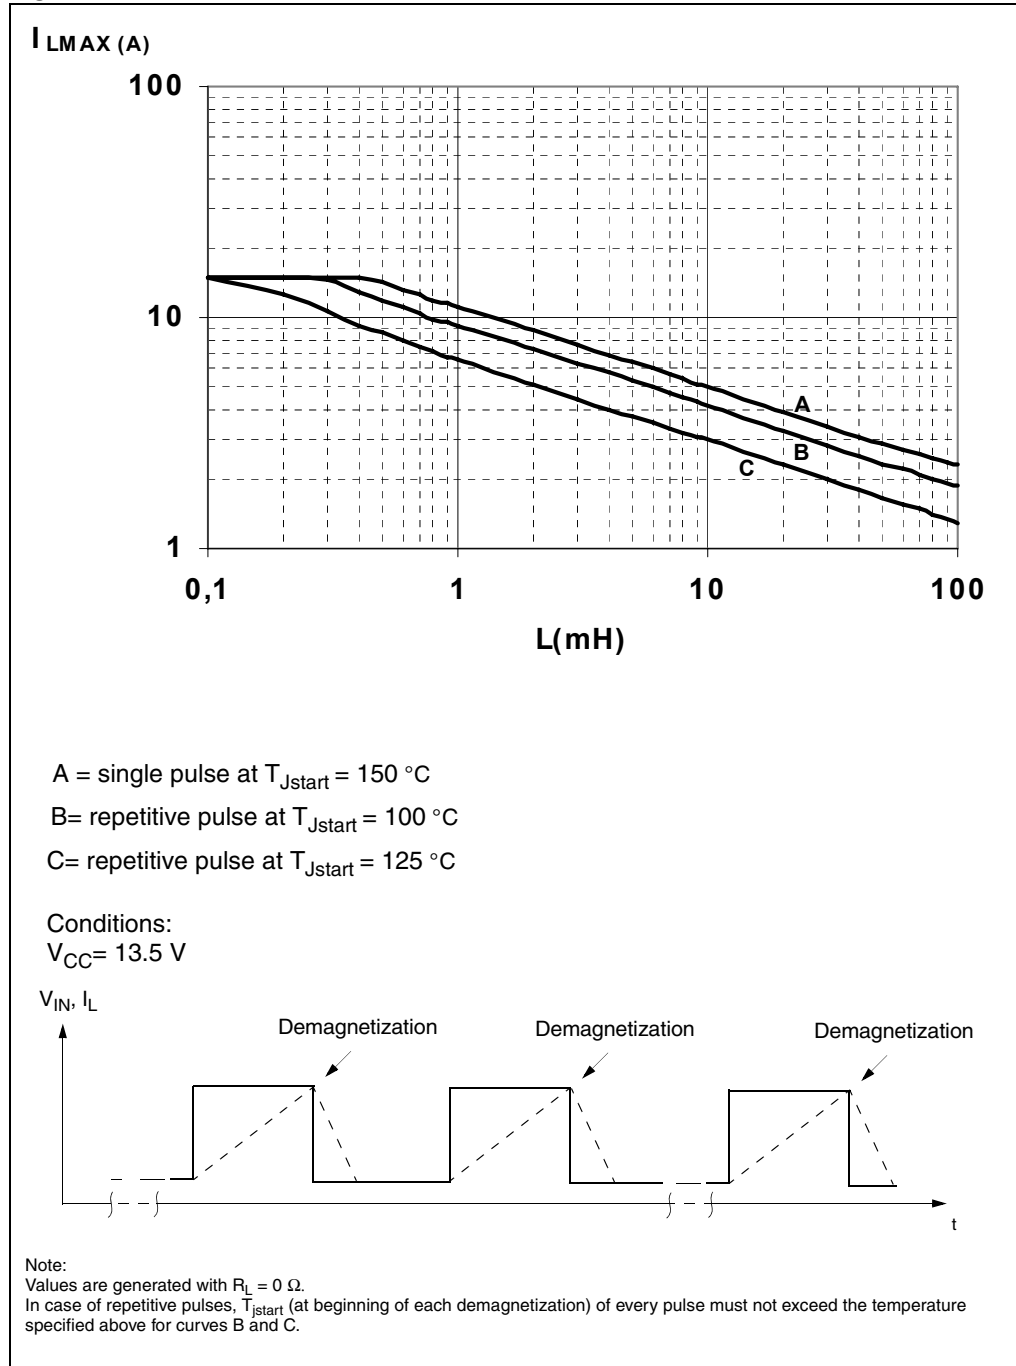 I LMAX (A)
100
10
1
0,1 1 10 100
A
B
C
L(mH)
A = single pulse at TJstart = 150 °C
B= repetitive pulse at TJstart = 100 °C
C= repetitive pulse at TJstart = 125 °C
Conditions:
VCC= 13.5 V
VIN, IL
Demagnetization Demagnetization Demagnetization
t
Note:
Values are generated with RL = 0 Ω.
In case of repetitive pulses, Tjstart (at beginning of each demagnetization) of every pulse must not exceed the temperature
specified above for curves B and C.